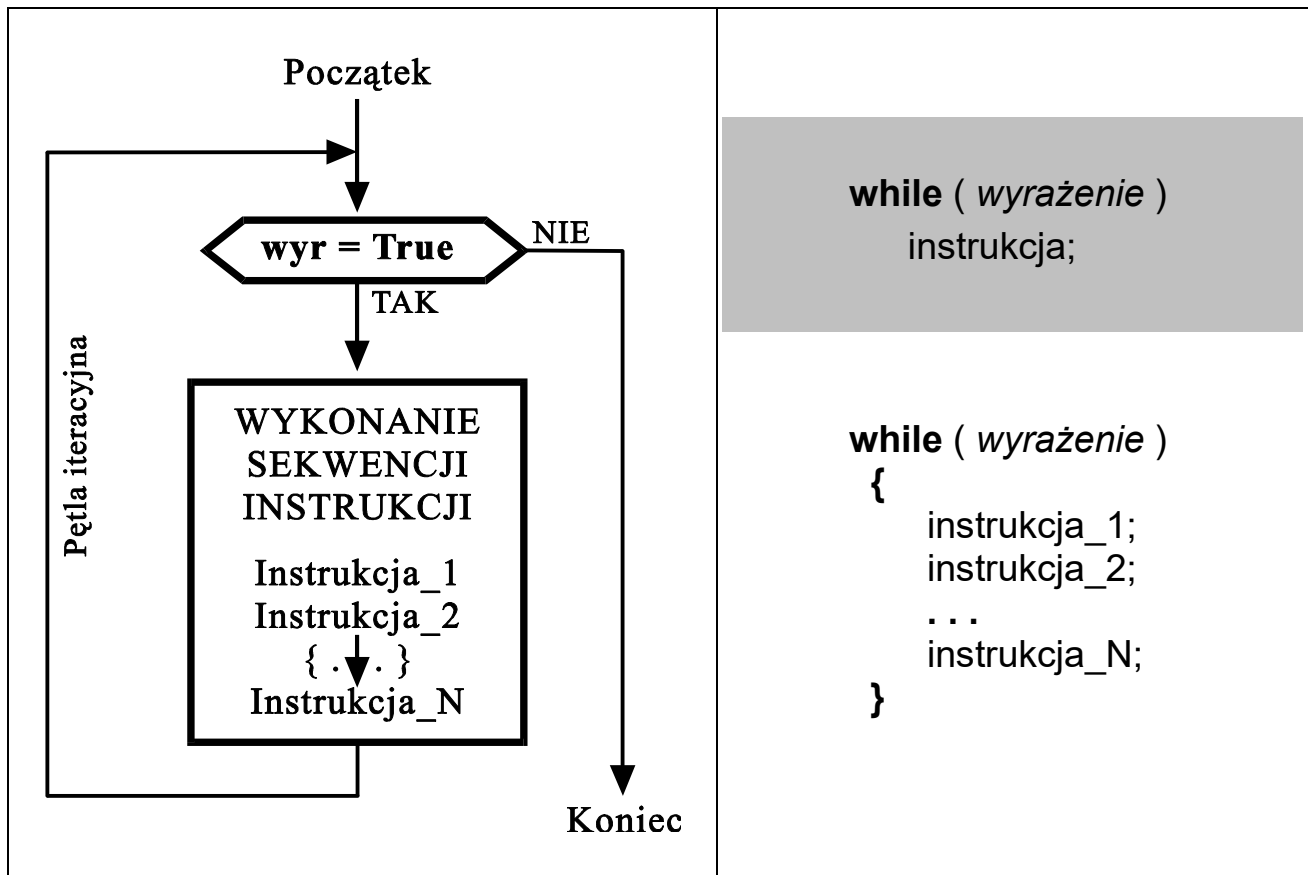 Początek
wyr = True
NIE
TAK
Pętla iteracyjna
WYKONANIE
SEKWENCJI
INSTRUKCJI
Instrukcja_1
Instrukcja_2
{ . . }
Instrukcja_N
Koniec
while ( wyrażenie )
instrukcja;
while ( wyrażenie )
{
instrukcja_1;
instrukcja_2;
. . .
instrukcja_N;
}